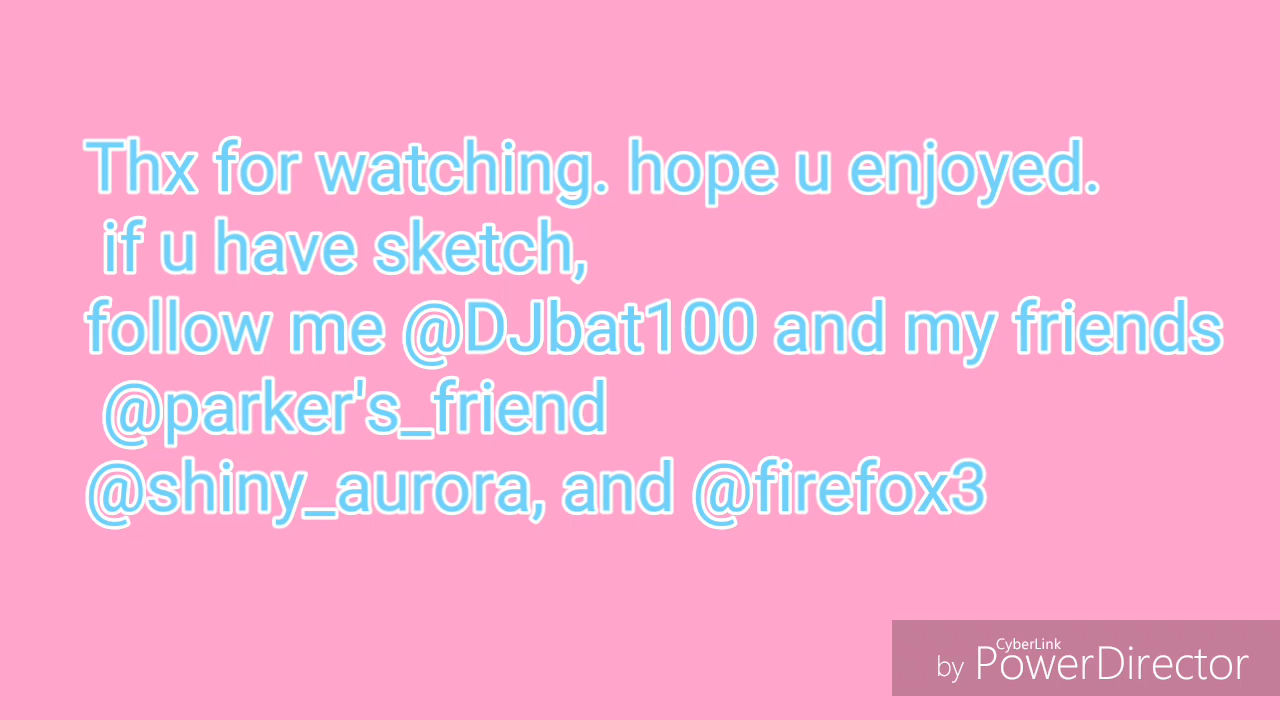 Thx for watching. hope u enjoyed.
if u have sketch,
follow me @DJbat100 and my friends
@parker's_friend
@shiny_aurora, and @firefox3
CyberLink
by PowerDirector